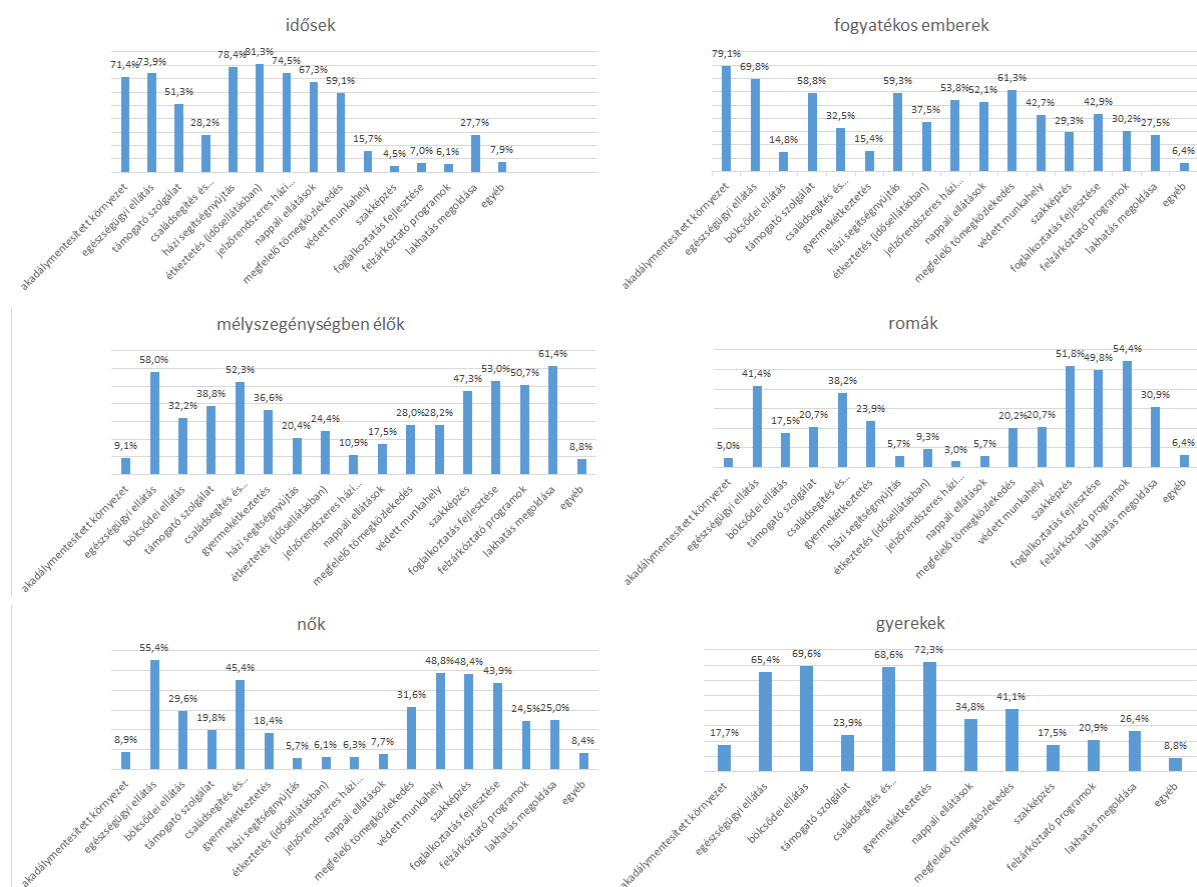 idősek
71,4%
73,9%
51,3%
28,2%
78,4%
81,3%
74,5%
67,3%
59,1%
15,7%
4,5%
7,0%
6,1%
27,7%
7,9%
akadálymentesített környezet
egészségügyi ellátás
támogató szolgálat
családsegítés és…
házi segítségnyújtás
étkeztetés (idősellátásban)
jelzőrendszeres házi…
nappali ellátások
megfelelő tömegközlekedés
védett munkahely
szakképzés
foglalkoztatás fejlesztése
felzárkóztató programok
lakhatás megoldása
egyéb
fogyatékos emberek
79,1%
69,8%
14,8%
58,8%
32,5%
15,4%
59,3%
37,5%
53,8%
52,1%
61,3%
42,7%
29,3%
42,9%
30,2%
27,5%
6,4%
akadálymentesített környezet
egészségügyi ellátás
bölcsődei ellátás
támogató szolgálat
családsegítés és…
gyermekétkeztetés
házi segítségnyújtás
étkeztetés (idősellátásban)
jelzőrendszeres házi…
nappali ellátások
megfelelő tömegközlekedés
védett munkahely
szakképzés
foglalkoztatás fejlesztése
felzárkóztató programok
lakhatás megoldása
egyéb
mélyszegénységben élők
9,1%
58,0%
32,2%
38,8%
52,3%
36,6%
20,4%
24,4%
10,9%
17,5%
28,0%
28,2%
47,3%
53,0%
50,7%
61,4%
8,8%
akadálymentesített környezet
egészségügyi ellátás
bölcsődei ellátás
támogató szolgálat
családsegítés és…
gyermekétkeztetés
házi segítségnyújtás
étkeztetés (idősellátásban)
jelzőrendszeres házi…
nappali ellátások
megfelelő tömegközlekedés
védett munkahely
szakképzés
foglalkoztatás fejlesztése
felzárkóztató programok
lakhatás megoldása
egyéb
romák
5,0%
41,4%
17,5%
20,7%
38,2%
23,9%
5,7%
9,3%
3,0%
5,7%
20,2%
20,7%
51,8%
49,8%
54,4%
30,9%
6,4%
akadálymentesített környezet
egészségügyi ellátás
bölcsődei ellátás
támogató szolgálat
családsegítés és…
gyermekétkeztetés
házi segítségnyújtás
étkeztetés (idősellátásban)
jelzőrendszeres házi…
nappali ellátások
megfelelő tömegközlekedés
védett munkahely
szakképzés
foglalkoztatás fejlesztése
felzárkóztató programok
lakhatás megoldása
egyéb
nők
8,9%
55,4%
29,6%
19,8%
45,4%
18,4%
5,7%
6,1%
6,3%
7,7%
31,6%
48,8%
48,4%
43,9%
24,5%
25,0%
8,4%
akadálymentesített környezet
egészségügyi ellátás
bölcsődei ellátás
támogató szolgálat
családsegítés és…
gyermekétkeztetés
házi segítségnyújtás
étkeztetés (idősellátásban)
jelzőrendszeres házi…
nappali ellátások
megfelelő tömegközlekedés
védett munkahely
szakképzés
foglalkoztatás fejlesztése
felzárkóztató programok
lakhatás megoldása
egyéb
gyerekek
17,7%
65,4%
69,6%
23,9%
68,6%
72,3%
34,8%
41,1%
17,5%
20,9%
26,4%
8,8%
akadálymentesített környezet
egészségügyi ellátás
bölcsődei ellátás
támogató szolgálat
családsegítés és…
gyermekétkeztetés
nappali ellátások
megfelelő tömegközlekedés
szakképzés
felzárkóztató programok
lakhatás megoldása
egyéb